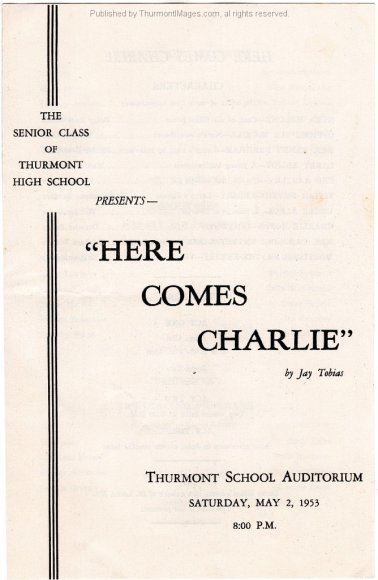 Published by ThurmontImages.com, all rights reserved.
THE
SENIOR CLASS
OF
THURMONT
HIGH SCHOOL
PRESENTS—
"HERE
COMES
CHARLIE"
by Jay Tobias
THURMONT SCHOOL AUDITORIUM
SATURDAY, MAY 2, 1953
8:00 P.M.